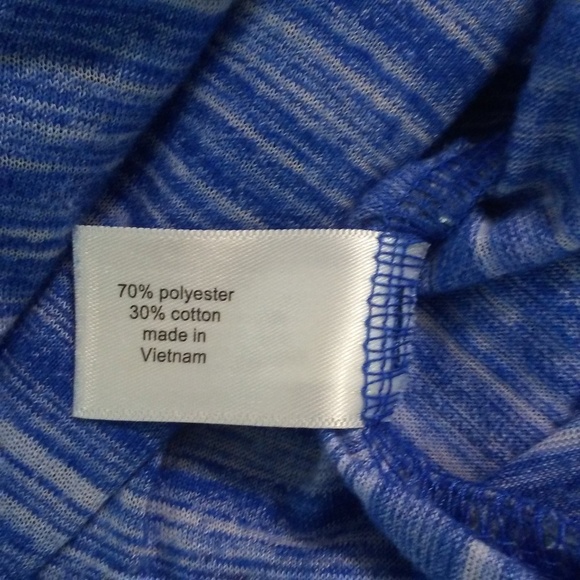 70% polyester
30% cotton
made in
Vietnam